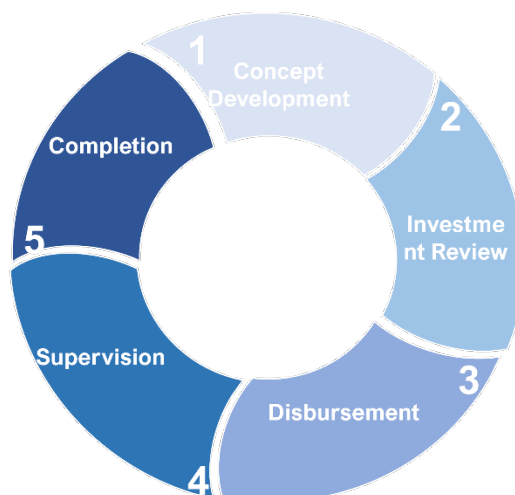 1
Concept
Development
2
Investme
nt Review
3
Disbursement
4
Supervision
5
Completion